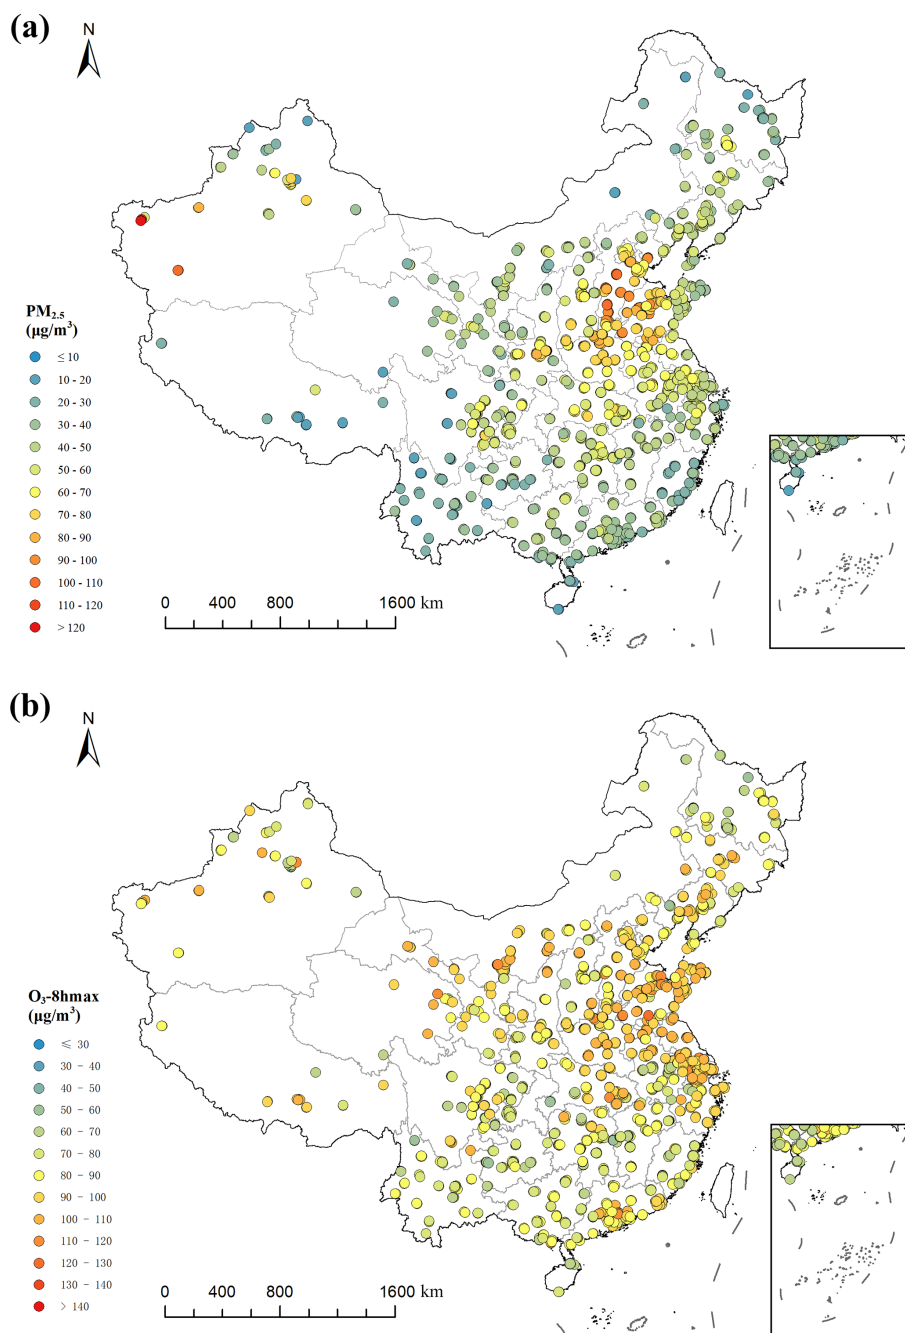 (a)
N
PM2.5
(μg/m³)
≤ 10
10 - 20
20 - 30
30 - 40
40 - 50
50 - 60
60 - 70
70 - 80
80 - 90
90 - 100
100 - 110
110 - 120
> 120
0 400 800 1600 km
(b)
N
O3-8hmax
(μg/m³)
≤ 30
30 - 40
40 - 50
50 - 60
60 - 70
70 - 80
80 - 90
90 - 100
100 - 110
110 - 120
120 - 130
130 - 140
> 140
0 400 800 1600 km